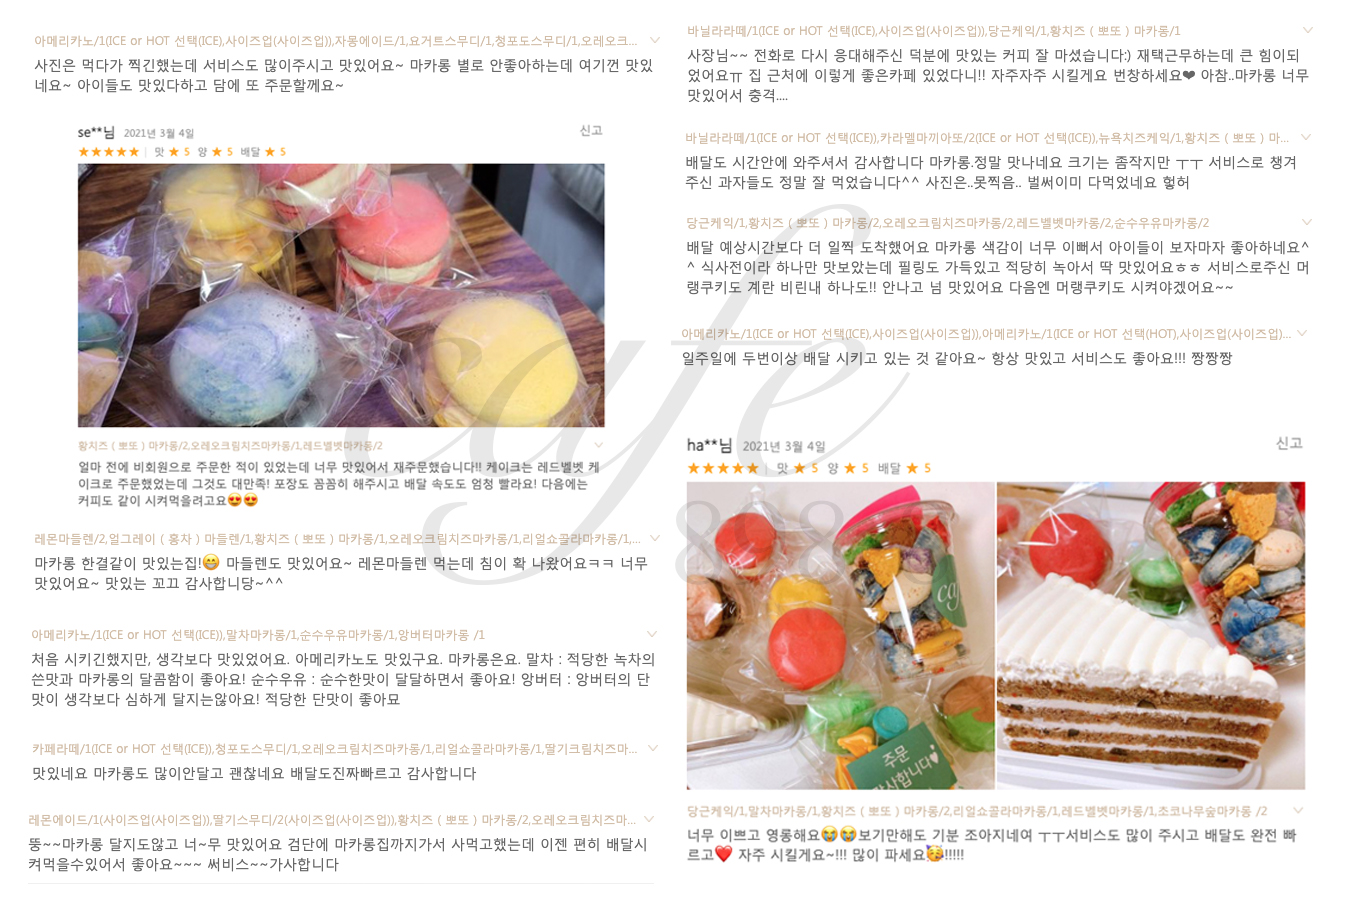 아메리카노/1(ICE or HOT 선택(ICE),사이즈업(사이즈업)),자몽에이드/1,요거트스무디/1,청포도스무디/1,오레오크...
사진은 먹다가 찍긴했는데 서비스도 많이주시고 맛있어요~ 마카롱 별로 안좋아하는데 여기껀 맛있
네요~ 아이들도 맛있다하고 담에 또 주문할께요~
se**님 2021년 3월 4일 신고
★★★★★ | 맛 ★ 5 양 ★ 5 배달 ★ 5
황치즈 ( 뽀또 ) 마카롱/2,오레오크림치즈마카롱/1,레드벨벳마카롱/2
얼마 전에 비회원으로 주문한 적이 있었는데 너무 맛있어서 재주문했습니다!! 케이크는 레드벨벳 케
이크로 주문했었는데 그것도 대만족! 포장도 꼼꼼히 해주시고 배달 속도도 엄청 빨라요! 다음에는
커피도 같이 시켜먹을려고요😍😍
레몬마들렌/2,얼그레이 ( 홍차 ) 마들렌/1,황치즈 ( 뽀또 ) 마카롱/1,오레오크림치즈마카롱/1,리얼쇼콜라마카롱/1,...
마카롱 한결같이 맛있는집!😁 마들렌도 맛있어요~ 레몬마들렌 먹는데 침이 확 나왔어요ㅋㅋ 너무
맛있어요~ 맛있는 꼬끄 감사합니당~^^
아메리카노/1(ICE or HOT 선택(ICE)),말차마카롱/1,순수우유마카롱/1,앙버터마카롱 /1
처음 시키긴했지만, 생각보다 맛있었어요. 아메리카노도 맛있구요. 마카롱은요. 말차 : 적당한 녹차의
쓴맛과 마카롱의 달콤함이 좋아요! 순수우유 : 순수한맛이 달달하면서 좋아요! 앙버터 : 앙버터의 단
맛이 생각보다 심하게 달지는않아요! 적당한 단맛이 좋아묘
카페라떼/1(ICE or HOT 선택(ICE)),청포도스무디/1,오레오크림치즈마카롱/1,리얼쇼콜라마카롱/1,딸기크림치즈마...
맛있네요 마카롱도 많이안달고 괜찮네요 배달도진짜빠르고 감사합니다
레몬에이드/1(사이즈업(사이즈업)),딸기스무디/2(사이즈업(사이즈업)),황치즈 ( 뽀또 ) 마카롱/2,오레오크림치즈마...
뚱~~마카롱 달지도않고 너~무 맛있어요 검단에 마카롱집까지가서 사먹고했는데 이젠 편히 배달시
켜먹을수있어서 좋아요~~~ 써비스~~가사합니다
바닐라라떼/1(ICE or HOT 선택(ICE),사이즈업(사이즈업)),당근케익/1,황치즈 ( 뽀또 ) 마카롱/1
사장님~~ 전화로 다시 응대해주신 덕분에 맛있는 커피 잘 마셨습니다:) 재택근무하는데 큰 힘이되
었어요ㅠ 집 근처에 이렇게 좋은카페 있었다니!! 자주자주 시킬게요 번창하세요❤ 아참..마카롱 너무
맛있어서 충격....
바닐라라떼/1(ICE or HOT 선택(ICE)),카라멜마끼아또/2(ICE or HOT 선택(ICE)),뉴욕치즈케익/1,황치즈 ( 뽀또 ) 마...
배달도 시간안에 와주셔서 감사합니다 마카롱.정말 맛나네요 크기는 좀작지만 ㅜㅜ 서비스로 챙겨
주신 과자들도 정말 잘 먹었습니다^^ 사진은..못찍음.. 벌써이미 다먹었네요 헣허
당근케익/1,황치즈 ( 뽀또 ) 마카롱/2,오레오크림치즈마카롱/2,레드벨벳마카롱/2,순수우유마카롱/2
배달 예상시간보다 더 일찍 도착했어요 마카롱 색감이 너무 이뻐서 아이들이 보자마자 좋아하네요^
^ 식사전이라 하나만 맛보았는데 필링도 가득있고 적당히 녹아서 딱 맛있어요ㅎㅎ 서비스로주신 머
랭쿠키도 계란 비린내 하나도!! 안나고 넘 맛있어요 다음엔 머랭쿠키도 시켜야겠어요~~
아메리카노/1(ICE or HOT 선택(ICE),사이즈업(사이즈업)),아메리카노/1(ICE or HOT 선택(HOT),사이즈업(사이즈업)...
일주일에 두번이상 배달 시키고 있는 것 같아요~ 항상 맛있고 서비스도 좋아요!!! 짱짱짱
cafe
898
ha**님 2021년 3월 4일 신고
★★★★★ | 맛 ★ 5 양 ★ 5 배달 ★ 5
caf
주문
감사합니다♥
당근케익/1,말차마카롱/1,황치즈 ( 뽀또 ) 마카롱/2,리얼쇼콜라마카롱/1,레드벨벳마카롱/1,초코나무숲마카롱 /2
너무 이쁘고 영롱해요😭😭보기만해도 기분 조아지네여 ㅜㅜ서비스도 많이 주시고 배달도 완전 빠
르고❤️ 자주 시킬게요~!!! 많이 파세요🥳!!!!!